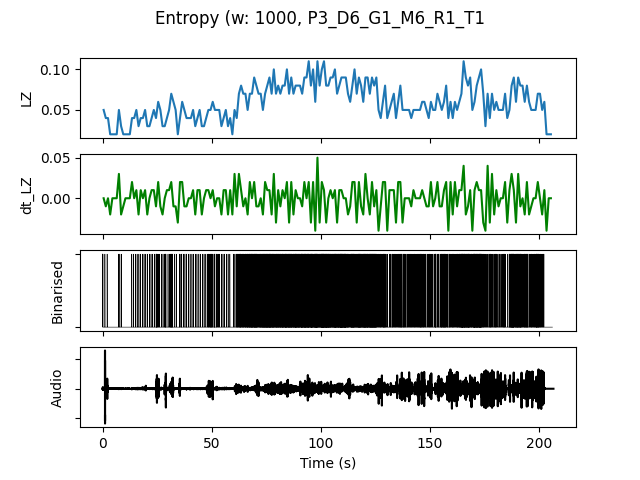 Entropy (w: 1000, P3_D6_G1_M6_R1_T1
0.10
0.05
LZ
0.05
0.00
dt_LZ
Binarised
Audio
0 50 100 150 200
Time (s)